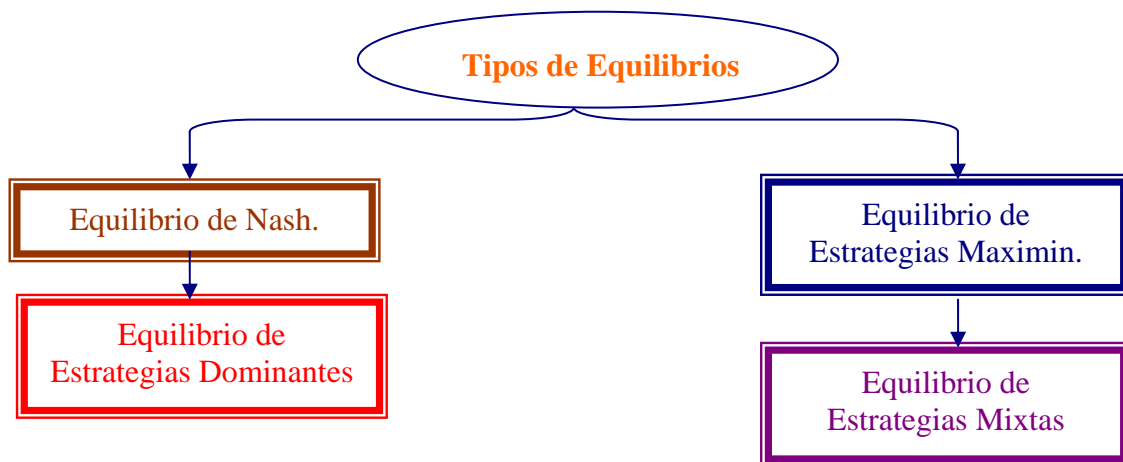 Tipos de Equilibrios
Equilibrio de Nash.
Equilibrio de
Estrategias Dominantes
Equilibrio de
Estrategias Maximin.
Equilibrio de
Estrategias Mixtas